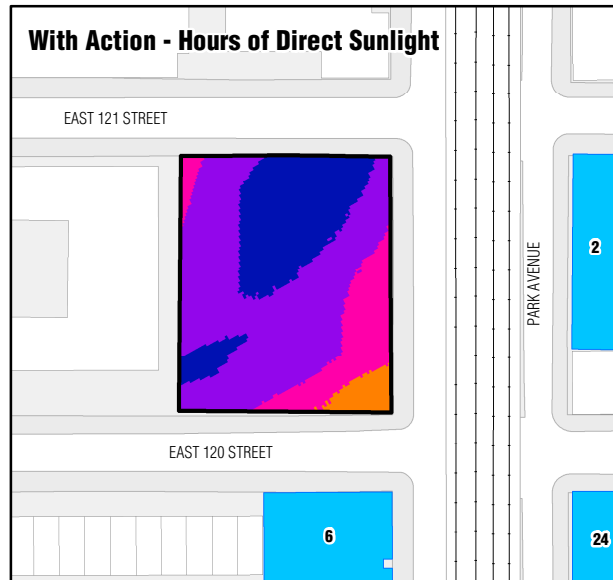 With Action - Hours of Direct Sunlight
EAST 121 STREET
2
PARK AVENUE
EAST 120 STREET
6
24